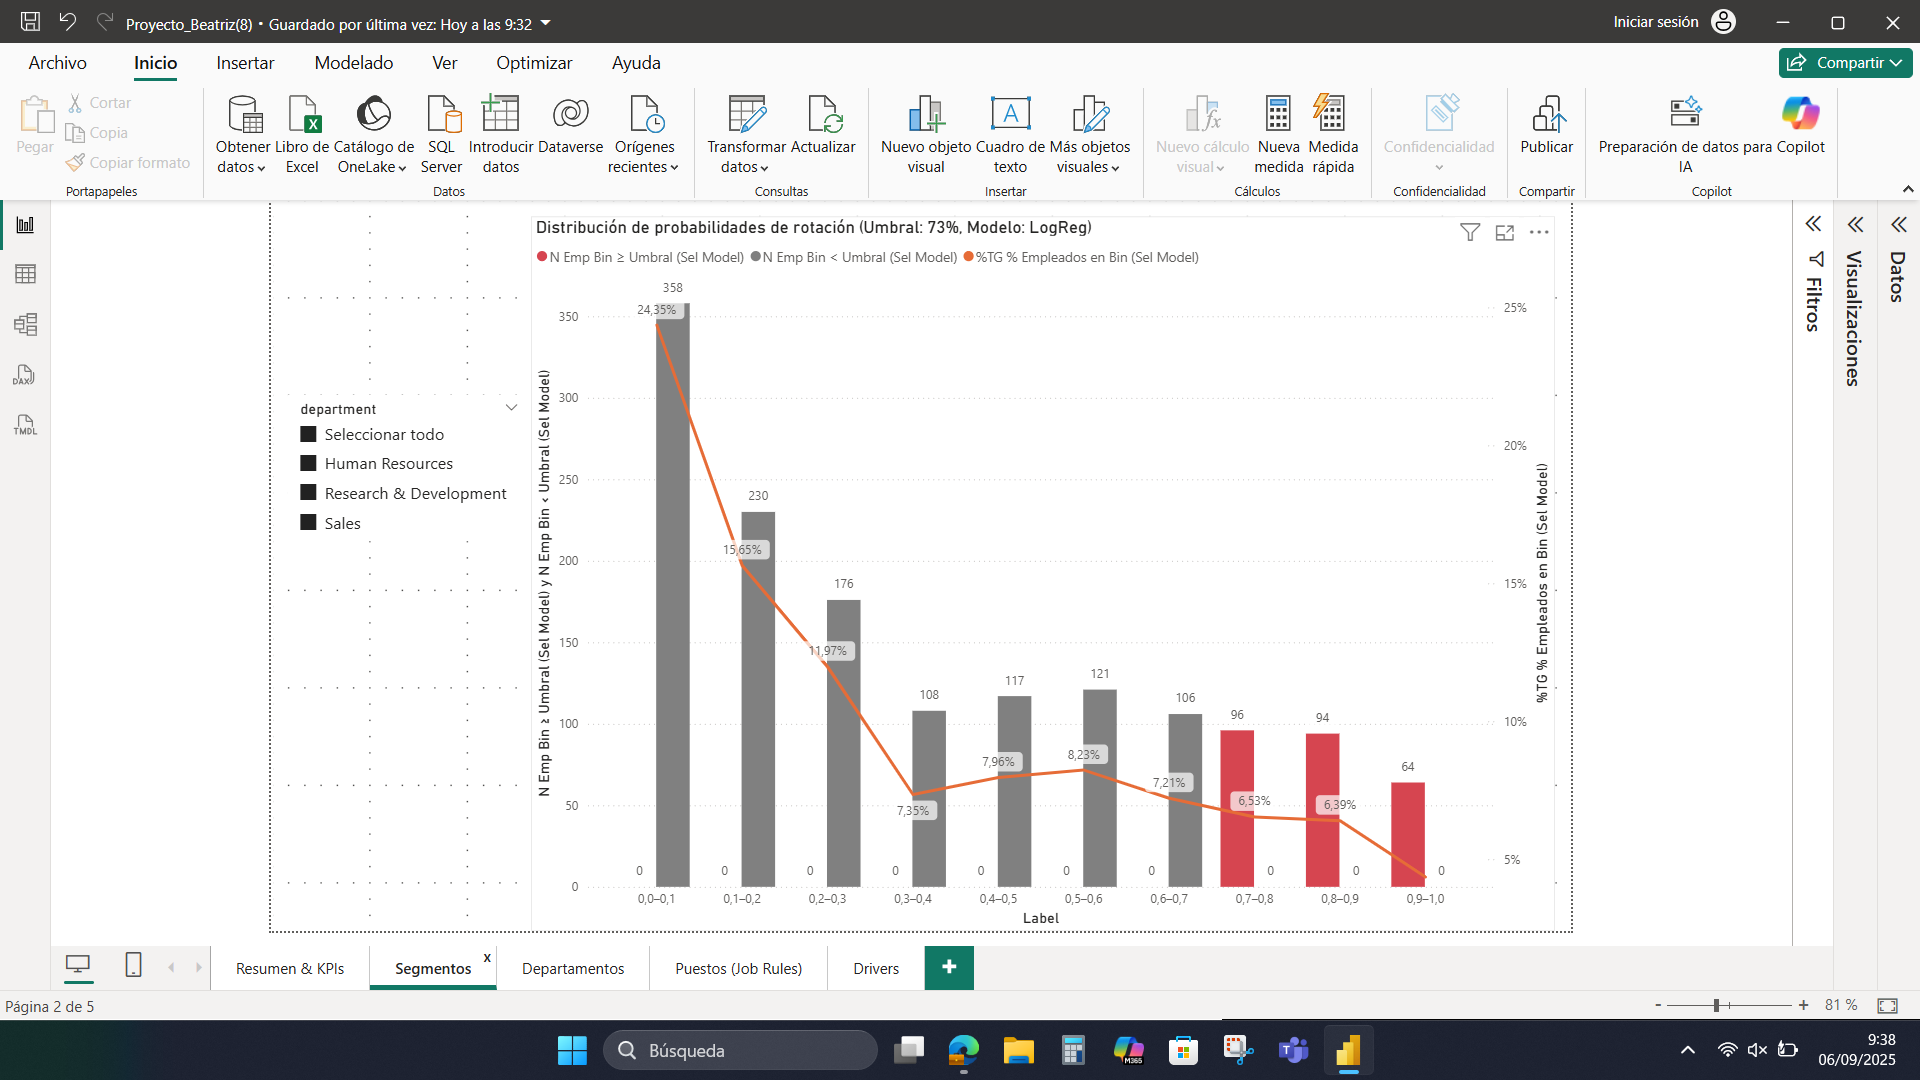 Proyecto_Beatriz(8) • Guardado por última vez: Hoy a las 9:32
Iniciar sesión
Archivo
Inicio
Insertar
Modelado
Ver
Optimizar
Ayuda
Compartir
Pegar
Cortar
Copia
Copiar formato
Portapapeles
Obtener datos
Libro de Excel
Catálogo de OneLake
SQL Server
Introducir datos
Dataverse
Orígenes recientes
Datos
Transformar datos
Actualizar
Consultas
Nuevo objeto visual
Cuadro de texto
Más objetos visuales
Insertar
Nuevo cálculo visual
Nueva medida
Medida rápida
Cálculos
Confidencialidad
Confidencialidad
Publicar
Compartir
Preparación de datos para IA
Copilot
Copilot
DAX
TMDL
department
Seleccionar todo
Human Resources
Research & Development
Sales
Distribución de probabilidades de rotación (Umbral: 73%, Modelo: LogReg)
N Emp Bin ≥ Umbral (Sel Model) N Emp Bin < Umbral (Sel Model) %TG % Empleados en Bin (Sel Model)
N Emp Bin ≥ Umbral (Sel Model) y N Emp Bin < Umbral (Sel Model)
350
300
250
200
150
100
50
0
358
230
176
108
117
121
106
96
94
64
24,35%
15,65%
11,97%
7,35%
7,96%
8,23%
7,21%
6,53%
6,39%
0 0 0 0 0 0 0 0 0 0
0,0–0,1 0,1–0,2 0,2–0,3 0,3–0,4 0,4–0,5 0,5–0,6 0,6–0,7 0,7–0,8 0,8–0,9 0,9–1,0
Label
25%
20%
15%
10%
5%
%TG % Empleados en Bin (Sel Model)
Filtros
Visualizaciones
Datos
Resumen & KPIs
Segmentos
x
Departamentos
Puestos (Job Rules)
Drivers
+
Página 2 de 5
- + 81 %
Búsqueda
M365
9:38
06/09/2025